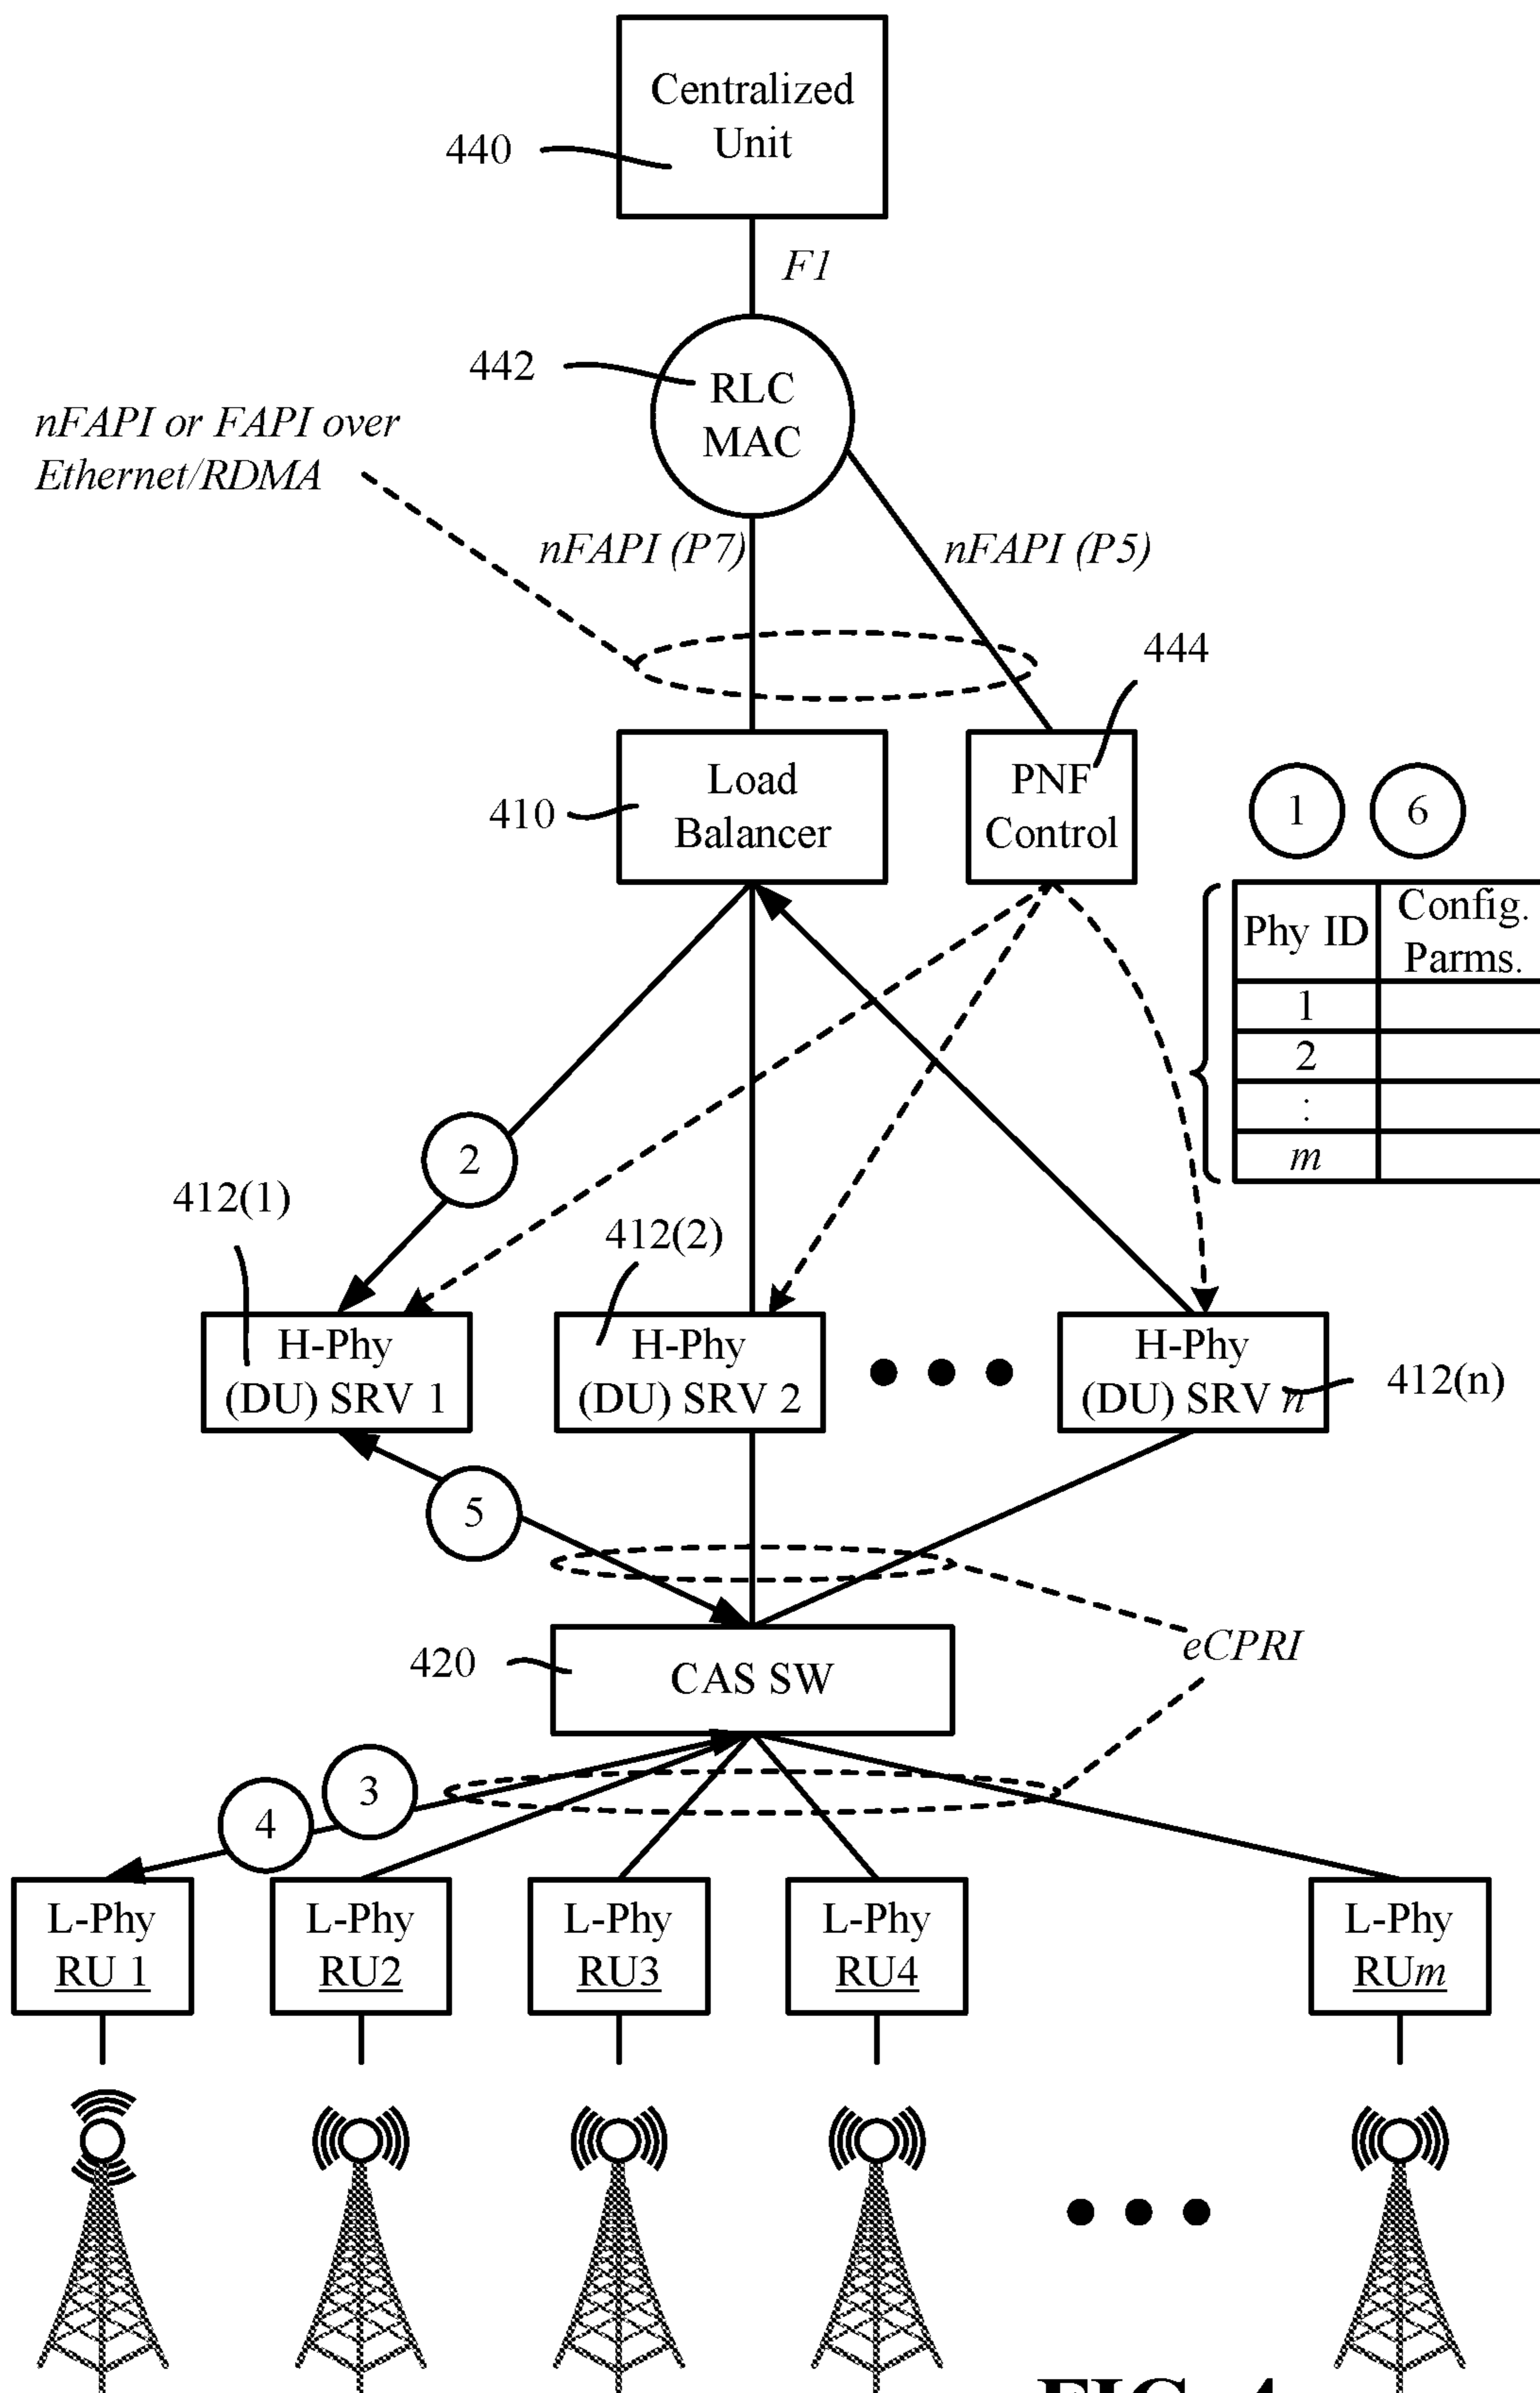 Centralized
Unit
440
F1
442
RLC
MAC
nFAPI or FAPI over
Ethernet/RDMA
nFAPI (P7)
nFAPI (P5)
444
410
Load
Balancer
PNF
Control
1
6
Phy ID
Config.
Parms.
1
2
:
m
2
412(1)
412(2)
H-Phy
(DU) SRV 1
H-Phy
(DU) SRV 2
H-Phy
(DU) SRV n
412(n)
5
420
CAS SW
eCPRI
3
4
L-Phy
RU 1
L-Phy
RU2
L-Phy
RU3
L-Phy
RU4
L-Phy
RUm
FIG. 4